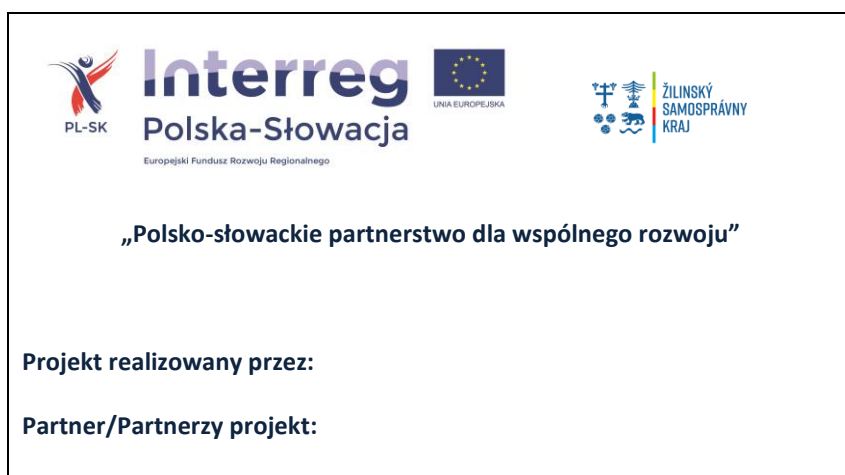 Interreg
PL-SK
Polska-Słowacja
UNIA EUROPEJSKA
Europejski Fundusz Rozwoju Regionalnego
ŽILINSKÝ
SAMOSPRÁVNY
KRAJ
„Polsko-słowackie partnerstwo dla wspólnego rozwoju”
Projekt realizowany przez:
Partner/Partnerzy projekt: